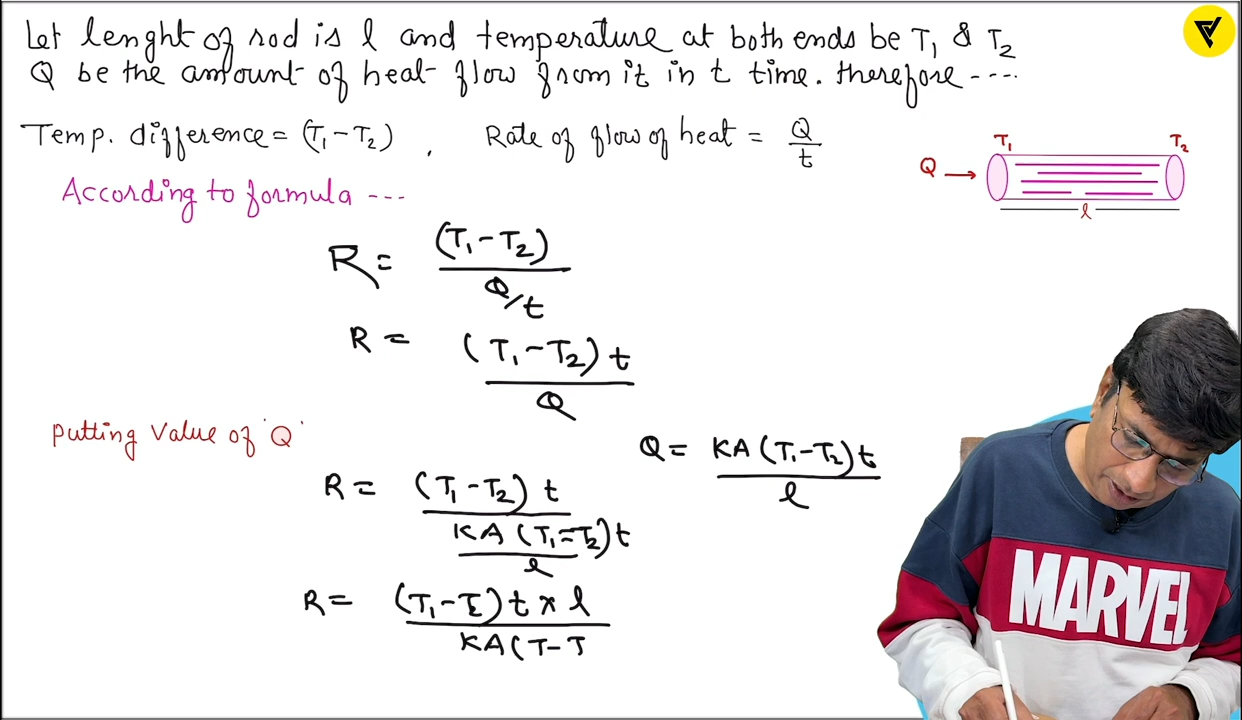 Let lenght of rod is l and temperature at both ends be T₁ & T₂
Q be the amount of heat flow from it in t time. therefore ----
Temp. difference = (T₁ - T₂) , Rate of flow of heat = Q/t
T₁ T₂
Q →
l
According to formula ---
R = (T₁ - T₂) / Q/t
R = (T₁ - T₂) t / Q
Putting Value of 'Q'
Q = KA (T₁ - T₂) t / l
R = (T₁ - T₂) t / KA (T₁ = T₂) t / l
R = (T₁ - T₂) t × l / KA (T - T
MARVEL